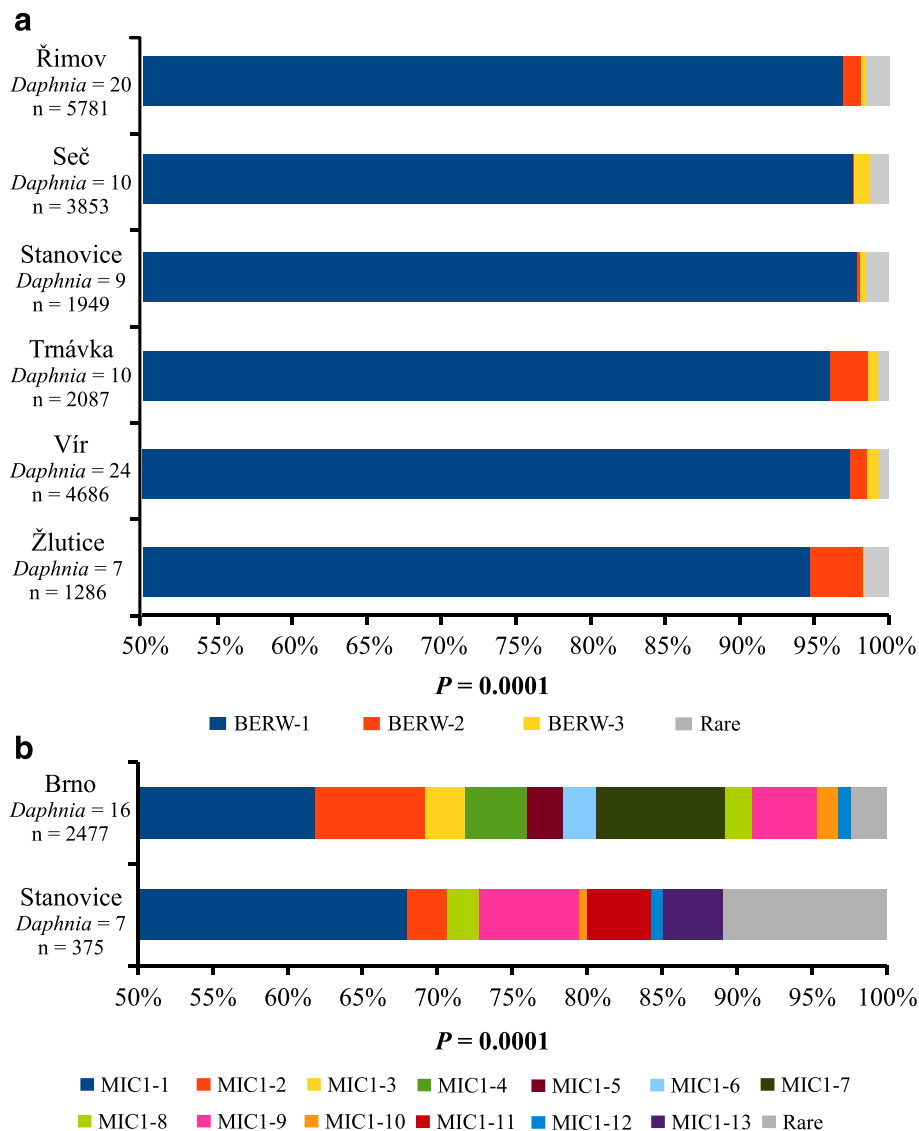 a
Řimov
Daphnia = 20
n = 5781
Seč
Daphnia = 10
n = 3853
Stanovice
Daphnia = 9
n = 1949
Trnávka
Daphnia = 10
n = 2087
Vír
Daphnia = 24
n = 4686
Žlutice
Daphnia = 7
n = 1286
50% 55% 60% 65% 70% 75% 80% 85% 90% 95% 100%
P = 0.0001
BERW-1 BERW-2 BERW-3 Rare
b
Brno
Daphnia = 16
n = 2477
Stanovice
Daphnia = 7
n = 375
50% 55% 60% 65% 70% 75% 80% 85% 90% 95% 100%
P = 0.0001
MIC1-1 MIC1-2 MIC1-3 MIC1-4 MIC1-5 MIC1-6 MIC1-7
MIC1-8 MIC1-9 MIC1-10 MIC1-11 MIC1-12 MIC1-13 Rare